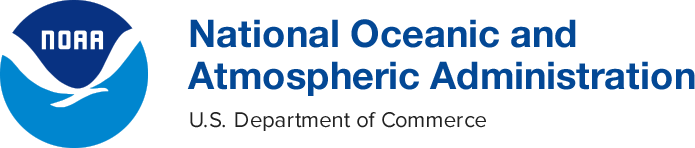 NOAA
National Oceanic and
Atmospheric Administration
U.S. Department of Commerce